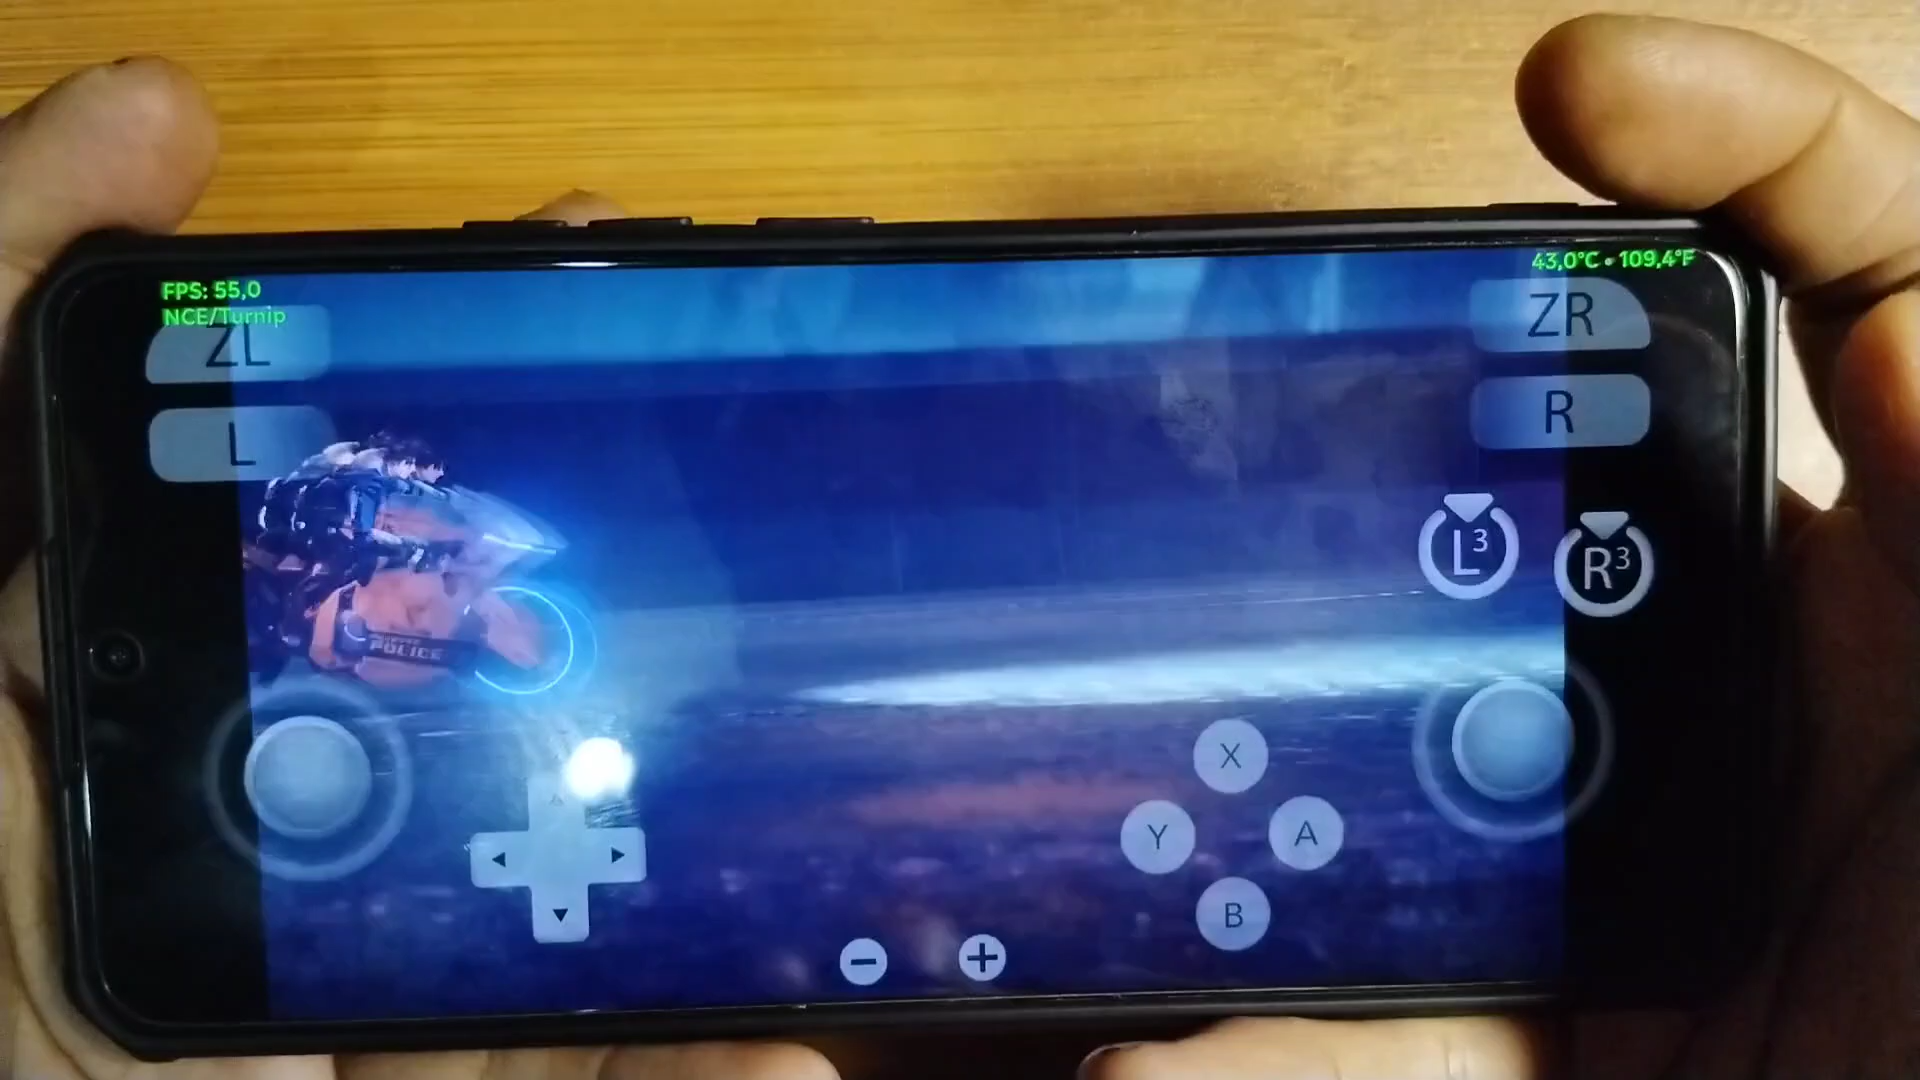 FPS: 55,0
43,0°C • 109,4°F
NCE/Turnip
ZL
ZR
L
R
L3
R3
POLICE
X
Y
A
B